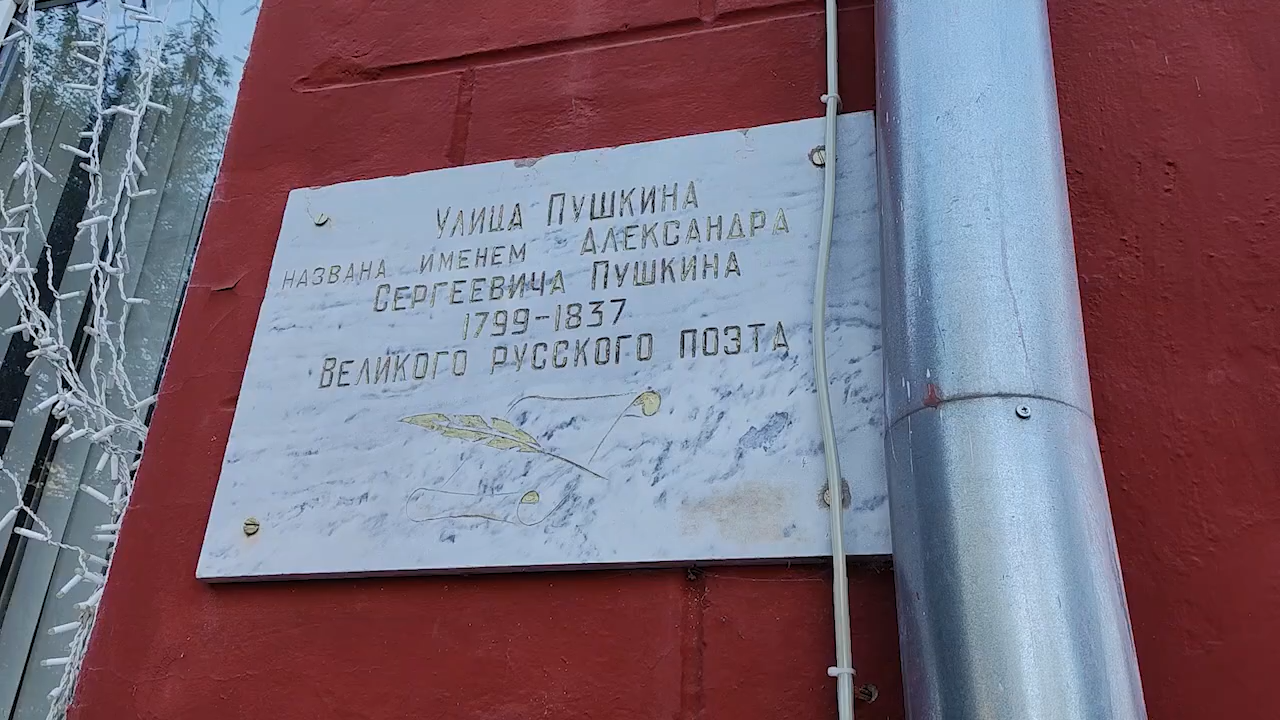 Улица Пушкина
названа именем Александра
Сергеевича Пушкина
1799-1837
Великого русского поэта